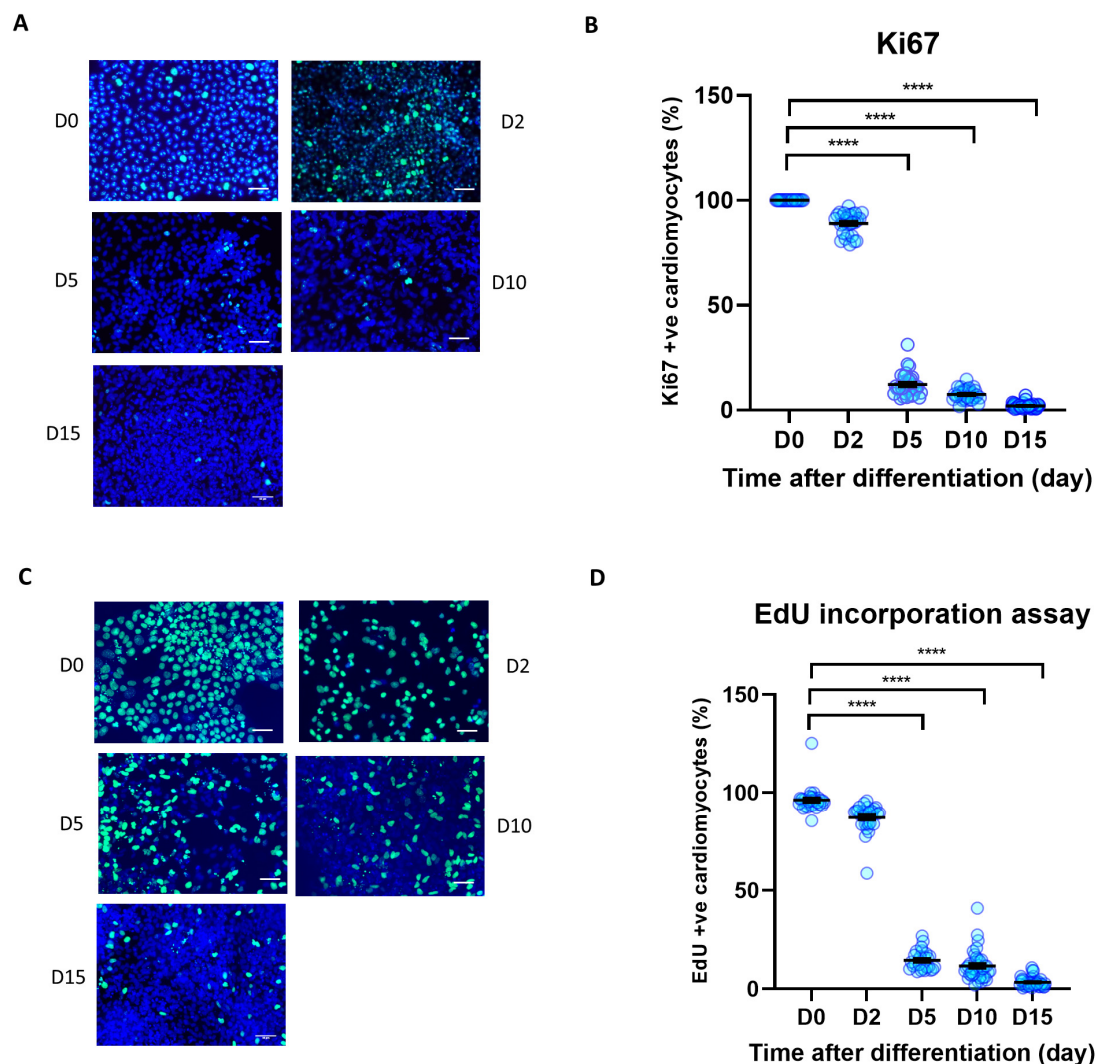 A
D0
D2
D5
D10
D15
B
Ki67
Ki67 +ve cardiomyocytes (%)
150
100
50
0
****
****
****
D0 D2 D5 D10 D15
Time after differentiation (day)
C
D0
D2
D5
D10
D15
D
EdU incorporation assay
EdU +ve cardiomyocytes (%)
150
100
50
0
****
****
****
D0 D2 D5 D10 D15
Time after differentiation (day)